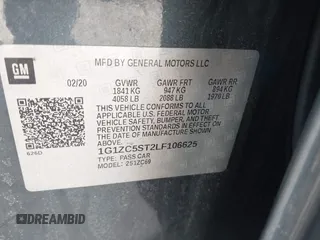 GM
MFD BY GENERAL MOTORS LLC
02/20 GVWR GAWR FRT GAWR RR
1841 KG 947 KG 894 KG
4058 LB 2088 LB 1970 LB
THIS VEHICLE CONFORMS TO ALL
APPLICABLE U.S. FEDERAL MOTOR
VEHICLE SAFETY, BUMPER, AND THEFT
PREVENTION STANDARDS IN EFFECT ON
THE DATE OF MANUFACTURE SHOWN ABOVE.
1G1ZC5ST2LF106625
TYPE: PASS CAR
MODEL:
DREAMBID